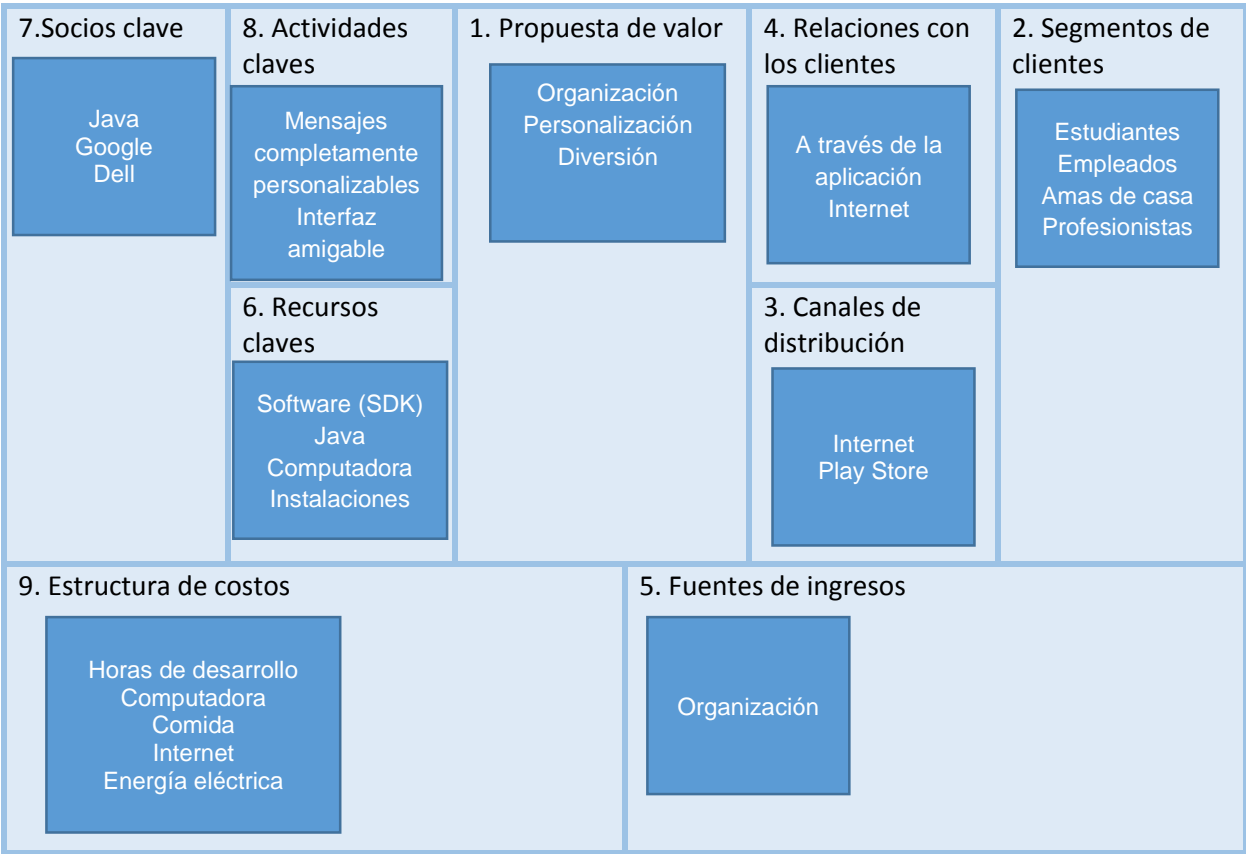 7.Socios clave
Java
Google
Dell
8. Actividades
claves
Mensajes
completamente
personalizables
Interfaz
amigable
6. Recursos
claves
Software (SDK)
Java
Computadora
Instalaciones
1. Propuesta de valor
Organización
Personalización
Diversión
4. Relaciones con
los clientes
A través de la
aplicación
Internet
3. Canales de
distribución
Internet
Play Store
2. Segmentos de
clientes
Estudiantes
Empleados
Amas de casa
Profesionistas
9. Estructura de costos
Horas de desarrollo
Computadora
Comida
Internet
Energía eléctrica
5. Fuentes de ingresos
Organización